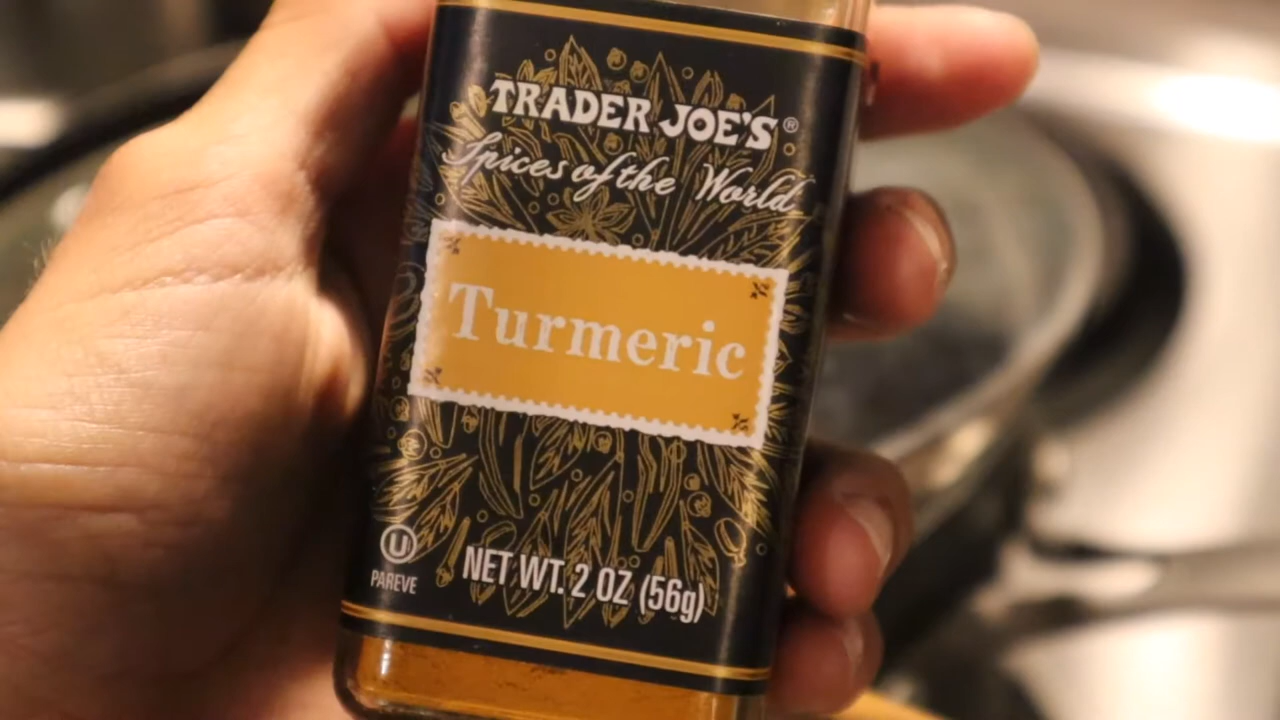 TRADER JOE'S®
Spices of the World
Turmeric
U
PAREVE
NET WT. 2 OZ (56g)